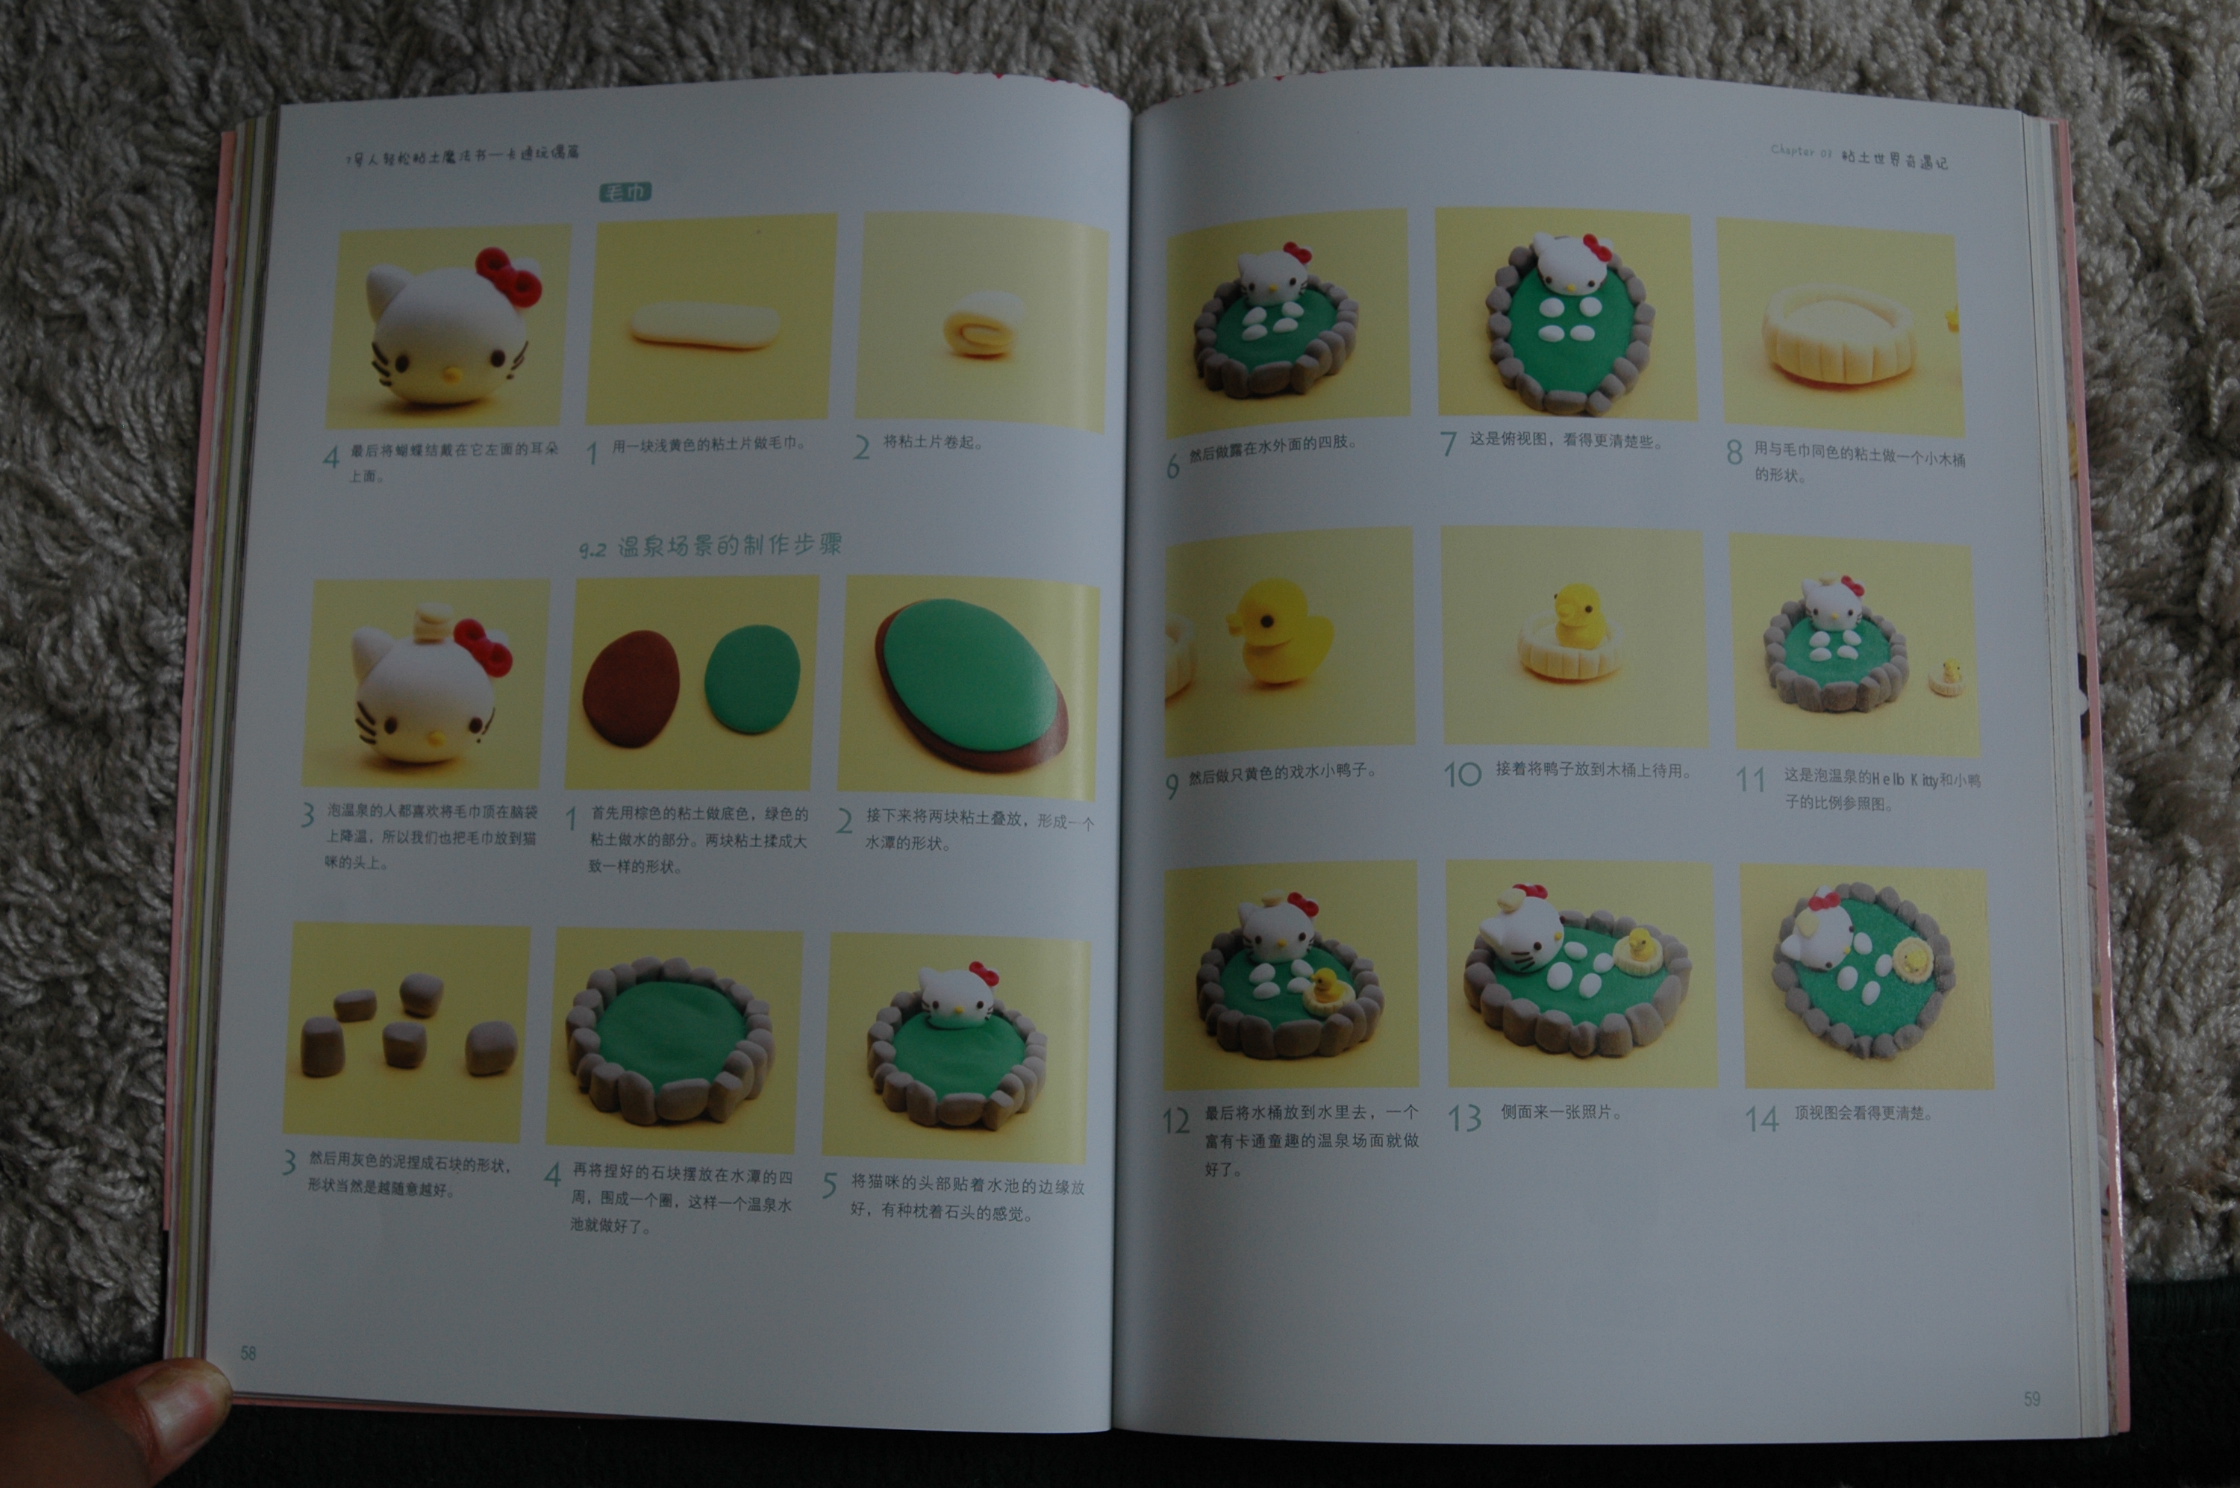 9人轻松粘土魔法书—卡通玩偶篇
4 最后将蝴蝶结戴在它左面的耳朵
上面。
毛巾
1 用一块浅黄色的粘土片做毛巾。
2 将粘土片卷起。
3 泡温泉的人都喜欢将毛巾顶在脑袋
上降温，所以我们也把毛巾放到猫
咪的头上。
9.2 温泉场景的制作步骤
1 首先用棕色的粘土做底色，绿色的
粘土做水的部分。两块粘土揉成大
致一样的形状。
2 接下来将两块粘土叠放，形成一个
水潭的形状。
3 然后用灰色的泥捏成石块的形状，
形状当然是越随意越好。
4 再将捏好的石块摆放在水潭的四
周，围成一个圈，这样一个温泉水
池就做好了。
5 将猫咪的头部贴着水池的边缘放
好，有种枕着石头的感觉。
58
Chapter 01 粘土世界奇遇记
6 然后做露在水外面的四肢。
7 这是俯视图，看得更清楚些。
8 用与毛巾同色的粘土做一个小木桶
的形状。
9 然后做只黄色的戏水小鸭子。
10 接着将鸭子放到木桶上待用。
11 这是泡温泉的Hello Kitty和小鸭
子的比例参照图。
12 最后将水桶放到水里去，一个
富有卡通童趣的温泉场面就做
好了。
13 侧面来一张照片。
14 顶视图会看得更清楚。
59